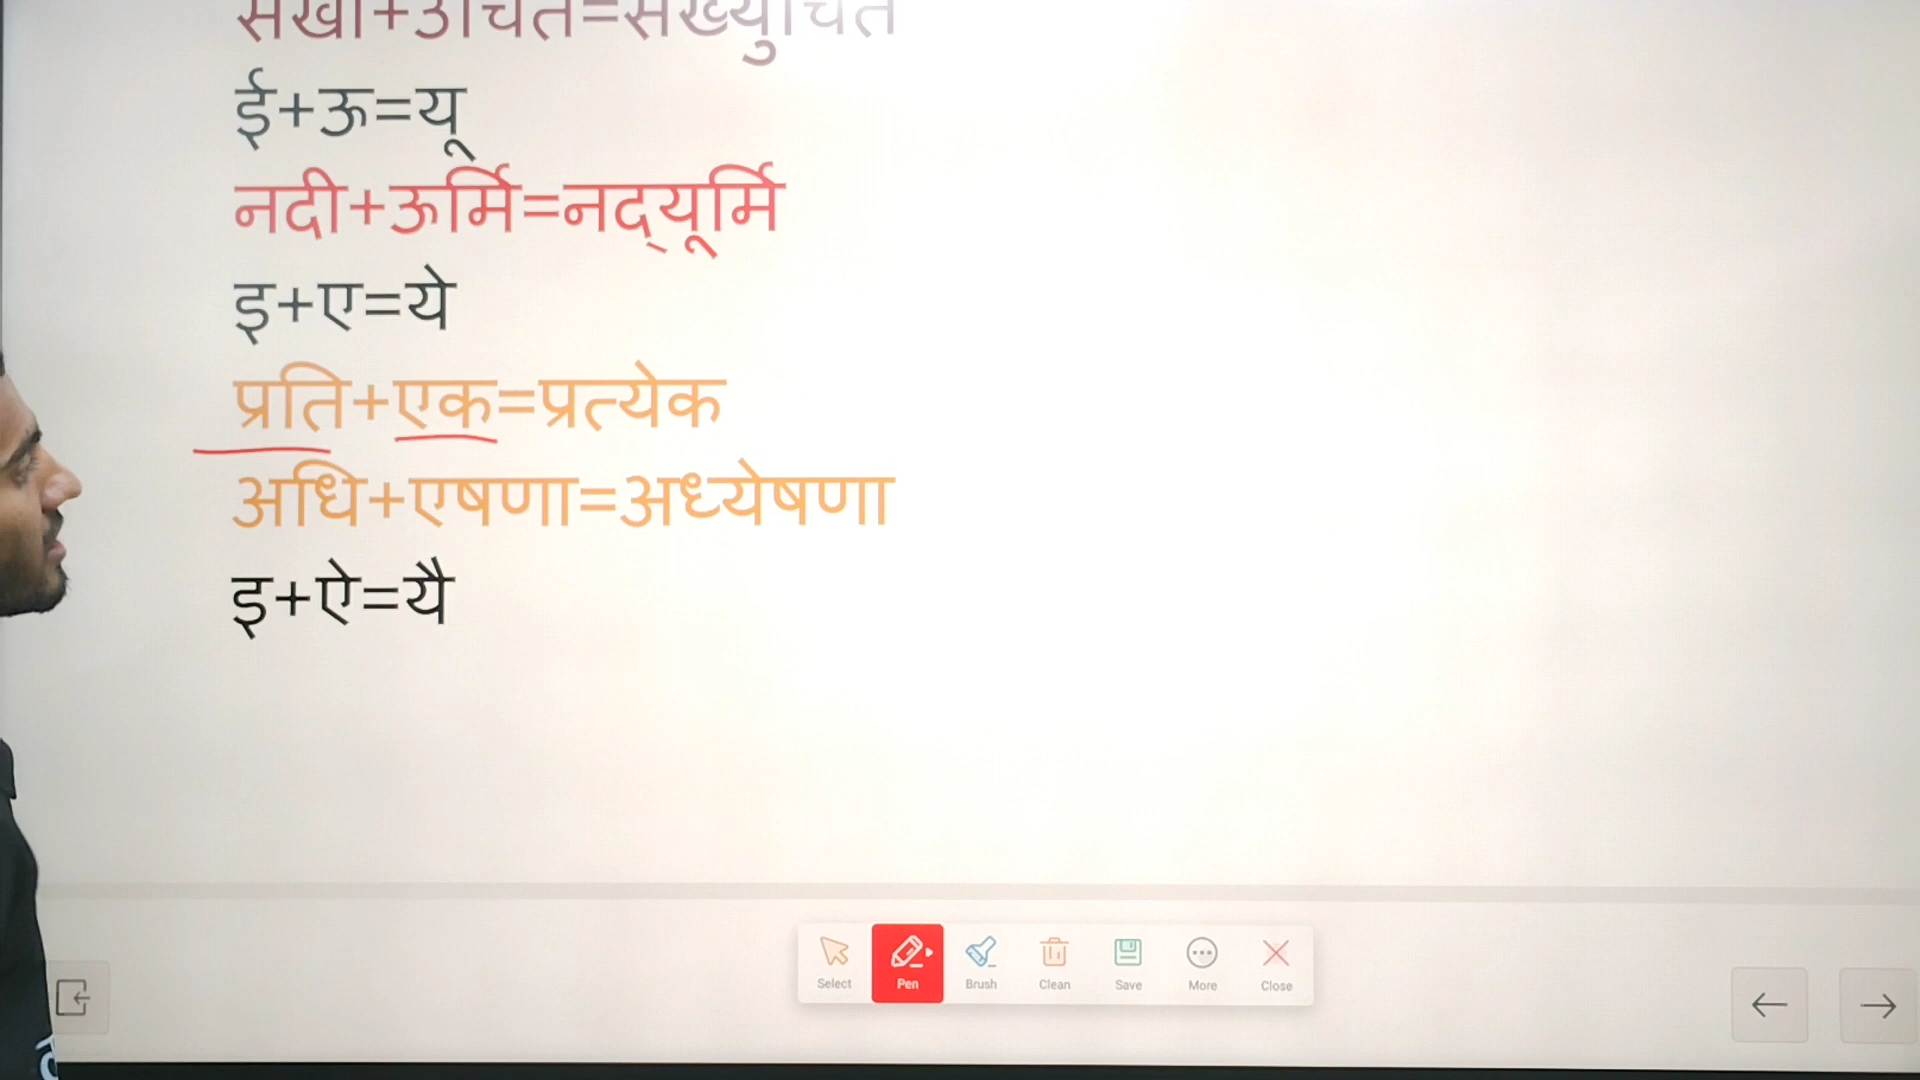 सखी+उचित=सख्युचित
ई+ऊ=यू
नदी+ऊर्मि=नद्यूर्मि
इ+ए=ये
प्रति+एक=प्रत्येक
अधि+एषणा=अध्येषणा
इ+ऐ=यै
Select Pen Brush Clean Save More Close